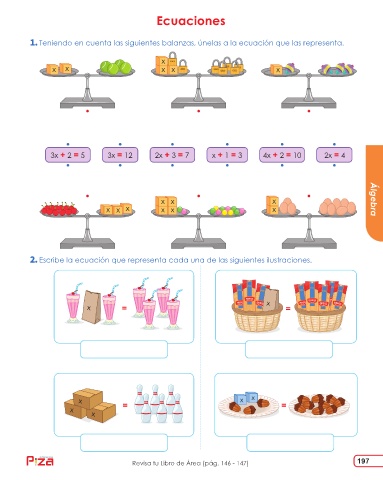 Ecuaciones
1. Teniendo en cuenta las siguientes balanzas, únelas a la ecuación que las representa.
X
X X X X X
3x + 2 = 5 3x = 12 2x + 3 = 7 x + 1 = 3 4x + 2 = 10 2x = 4
X X X
X X X X X X
Álgebra
2. Escribe la ecuación que representa cada una de las siguientes ilustraciones.
X = X =
X
X X = X X =
Piza
Revisa tu Libro de Área (pág. 146 - 147)
197